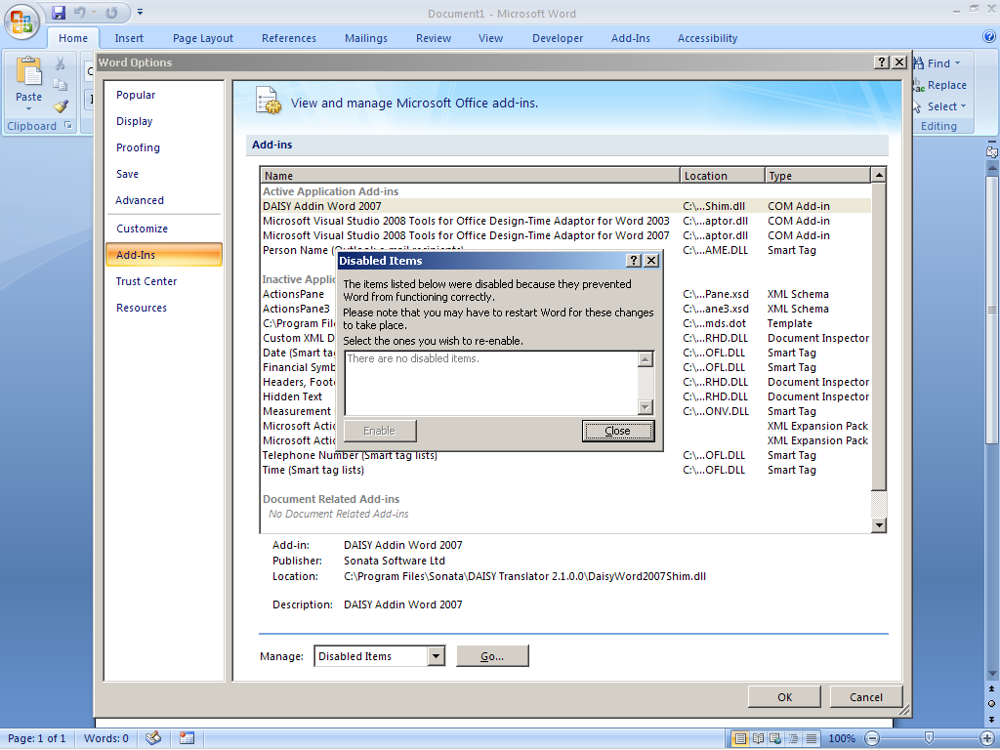 Document1 - Microsoft Word
Home Insert Page Layout References Mailings Review View Developer Add-Ins Accessibility
Paste
Clipboard
Find
Replace
Select
Editing
Word Options
Popular
Display
Proofing
Save
Advanced
Customize
Add-Ins
Trust Center
Resources
View and manage Microsoft Office add-ins.
Add-ins
Name Location Type
Active Application Add-ins
DAISY Addin Word 2007 C:\...Shim.dll COM Add-in
Microsoft Visual Studio 2008 Tools for Office Design-Time Adaptor for Word 2003 C:\...aptor.dll COM Add-in
Microsoft Visual Studio 2008 Tools for Office Design-Time Adaptor for Word 2007 C:\...aptor.dll COM Add-in
Person Name (Outlook e-mail recipients) C:\...AME.DLL Smart Tag
Inactive Applic
ActionsPane C:\...Pane.xsd XML Schema
ActionsPane3 C:\...ane3.xsd XML Schema
C:\Program File C:\...mds.dot Template
Custom XML D C:\...RHD.DLL Document Inspector
Date (Smart ta C:\...OFL.DLL Smart Tag
Financial Symb C:\...OFL.DLL Smart Tag
Headers, Foote C:\...RHD.DLL Document Inspector
Hidden Text C:\...RHD.DLL Document Inspector
Measurement C:\...ONV.DLL Smart Tag
Microsoft Actic XML Expansion Pack
Microsoft Actic XML Expansion Pack
Telephone Number (Smart tag lists) C:\...OFL.DLL Smart Tag
Time (Smart tag lists) C:\...OFL.DLL Smart Tag
Document Related Add-ins
No Document Related Add-ins
Disabled Items
The items listed below were disabled because they prevented
Word from functioning correctly.
Please note that you may have to restart Word for these changes
to take place.
Select the ones you wish to re-enable.
There are no disabled items.
Enable Close
Add-in: DAISY Addin Word 2007
Publisher: Sonata Software Ltd
Location: C:\Program Files\Sonata\DAISY Translator 2.1.0.0\DaisyWord2007Shim.dll
Description: DAISY Addin Word 2007
Manage: Disabled Items Go...
OK Cancel
Page: 1 of 1 Words: 0 100%